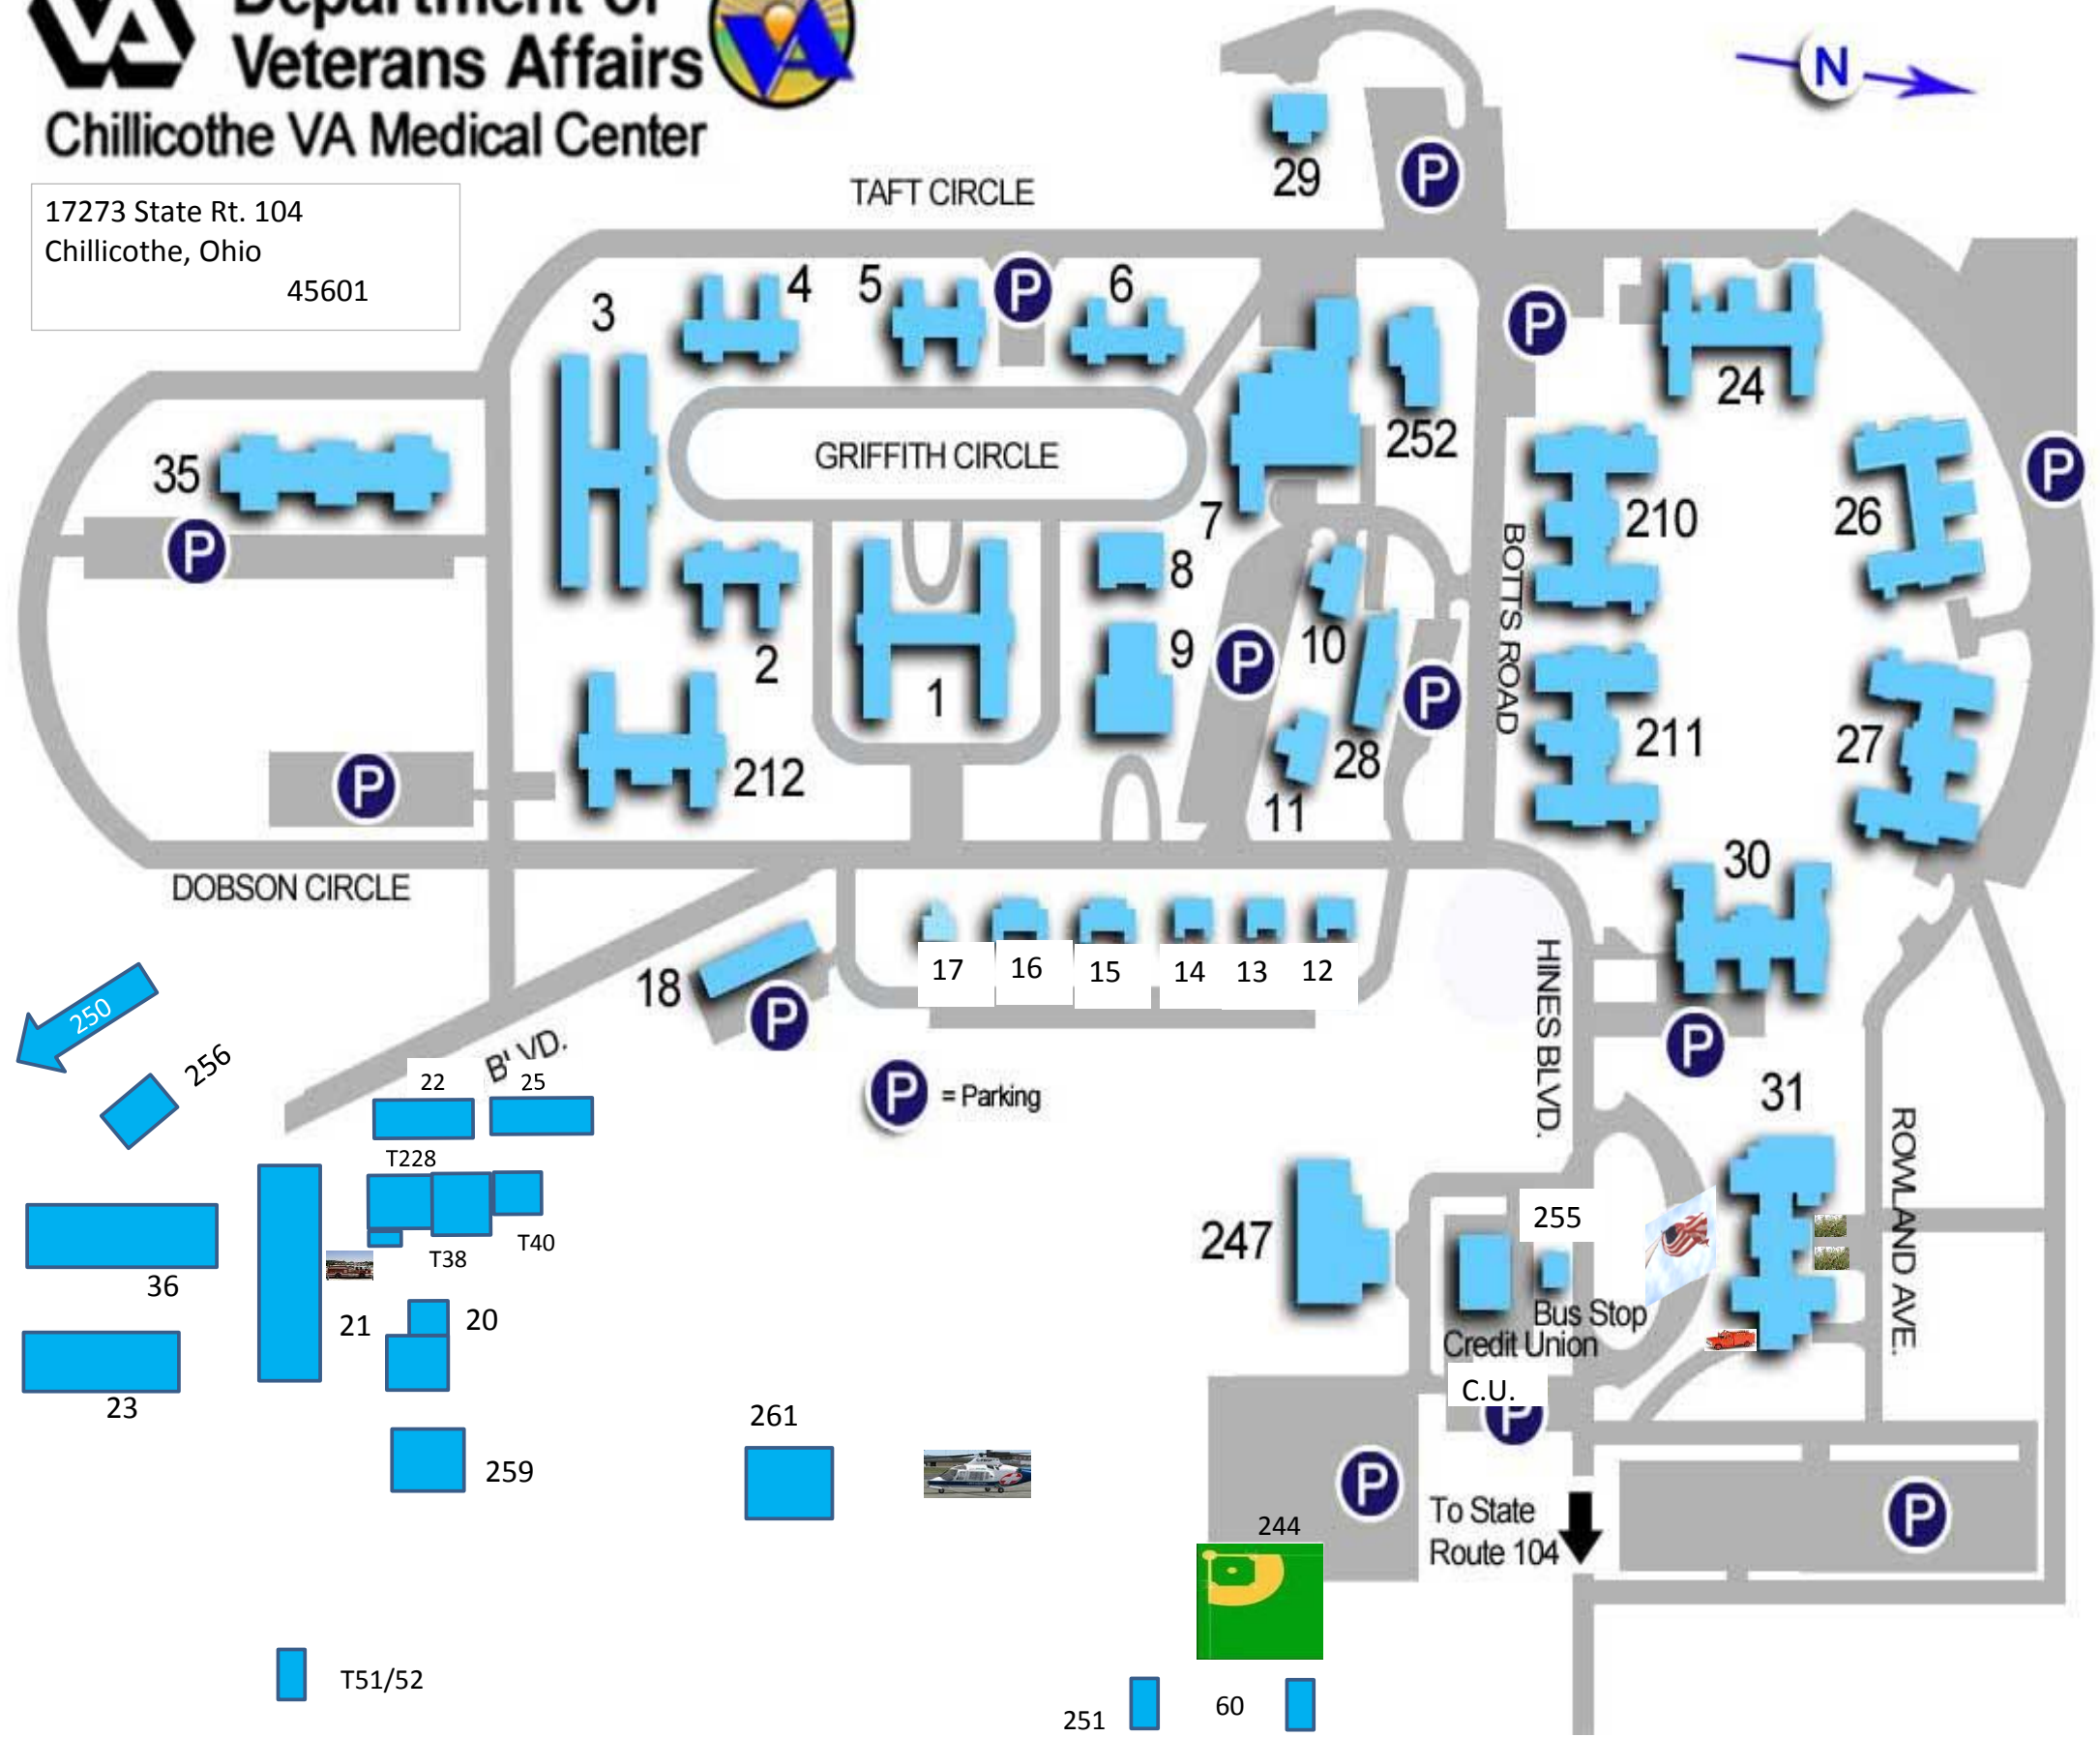 Department of
Veterans Affairs
Chillicothe VA Medical Center
17273 State Rt. 104
Chillicothe, Ohio
45601
N
29
P
TAFT CIRCLE
3
4
5
P
6
P
24
252
GRIFFITH CIRCLE
35
P
P
7
210
26
8
BOTTS ROAD
2
1
9
P
10
P
212
P
11
28
211
27
30
DOBSON CIRCLE
18
P
17
16
15
14
13
12
HINES BLVD.
P
250
256
BLVD.
22
25
P
= Parking
31
ROWLAND AVE.
T228
T38
T40
36
21
20
23
247
255
Bus Stop
Credit Union
C.U.
P
259
261
P
To State
Route 104
P
244
T51/52
251
60